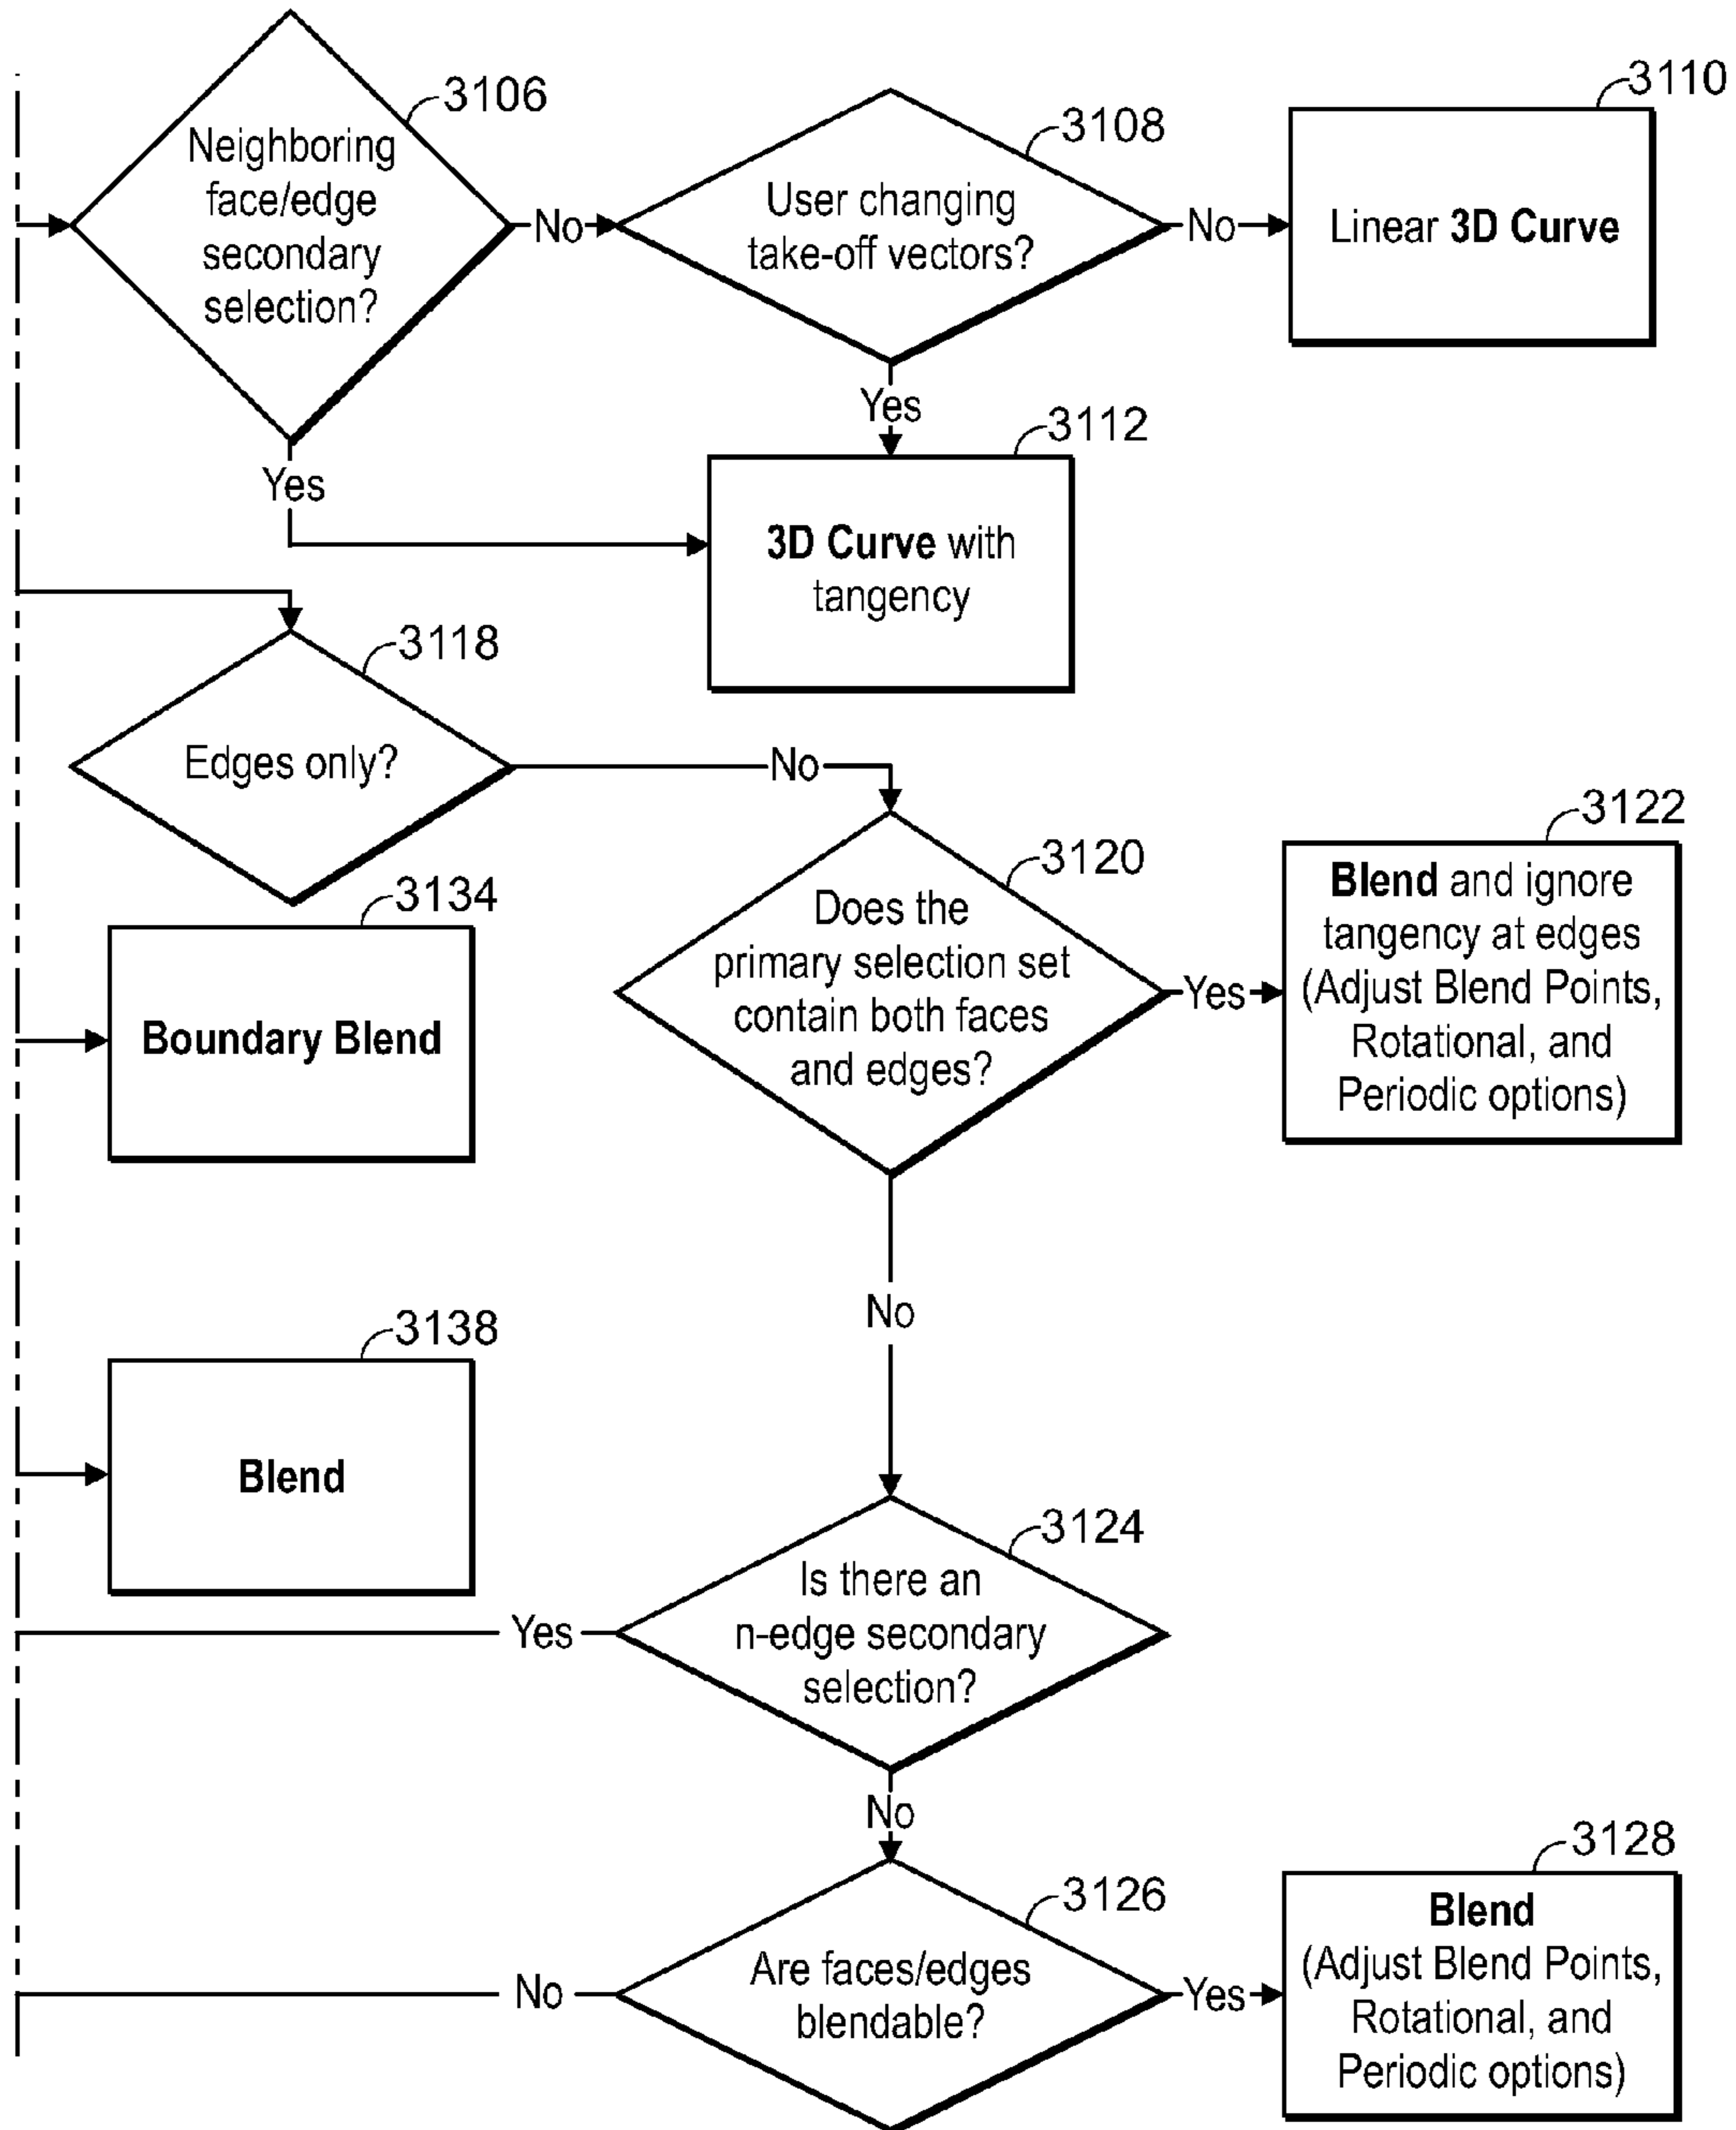 3106
Neighboring
face/edge
secondary
selection?
No
3108
User changing
take-off vectors?
No
3110
Linear 3D Curve
Yes
Yes
3112
3D Curve with
tangency
3118
Edges only?
No
3120
Does the
primary selection set
contain both faces
and edges?
Yes
3122
Blend and ignore
tangency at edges
(Adjust Blend Points,
Rotational, and
Periodic options)
3134
Boundary Blend
No
3138
Blend
3124
Is there an
n-edge secondary
selection?
Yes
No
3126
Are faces/edges
blendable?
No
Yes
3128
Blend
(Adjust Blend Points,
Rotational, and
Periodic options)